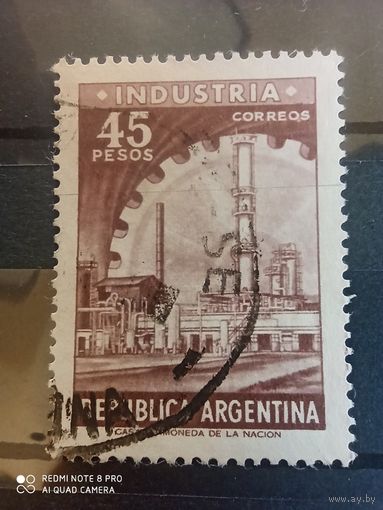 INDUSTRIA
45
PESOS
CORREOS
REPUBLICA ARGENTINA
CASA DE MONEDA DE LA NACION
REDMI NOTE 8 PRO
AI QUAD CAMERA
www.ay.by